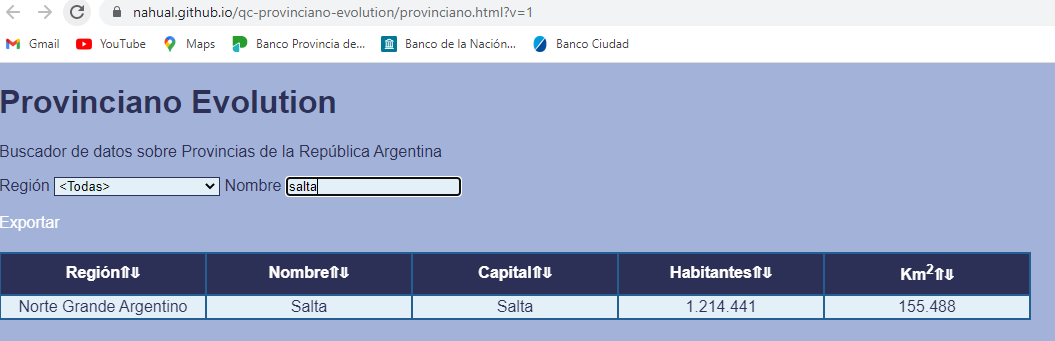 nahual.github.io/qc-provinciano-evolution/provinciano.html?v=1
Gmail YouTube Maps Banco Provincia de... Banco de la Nación... Banco Ciudad
Provinciano Evolution
Buscador de datos sobre Provincias de la República Argentina
Región <Todas> Nombre salta
Exportar
Región⇑⇓ Nombre⇑⇓ Capital⇑⇓ Habitantes⇑⇓ Km²⇑⇓
Norte Grande Argentino Salta Salta 1.214.441 155.488